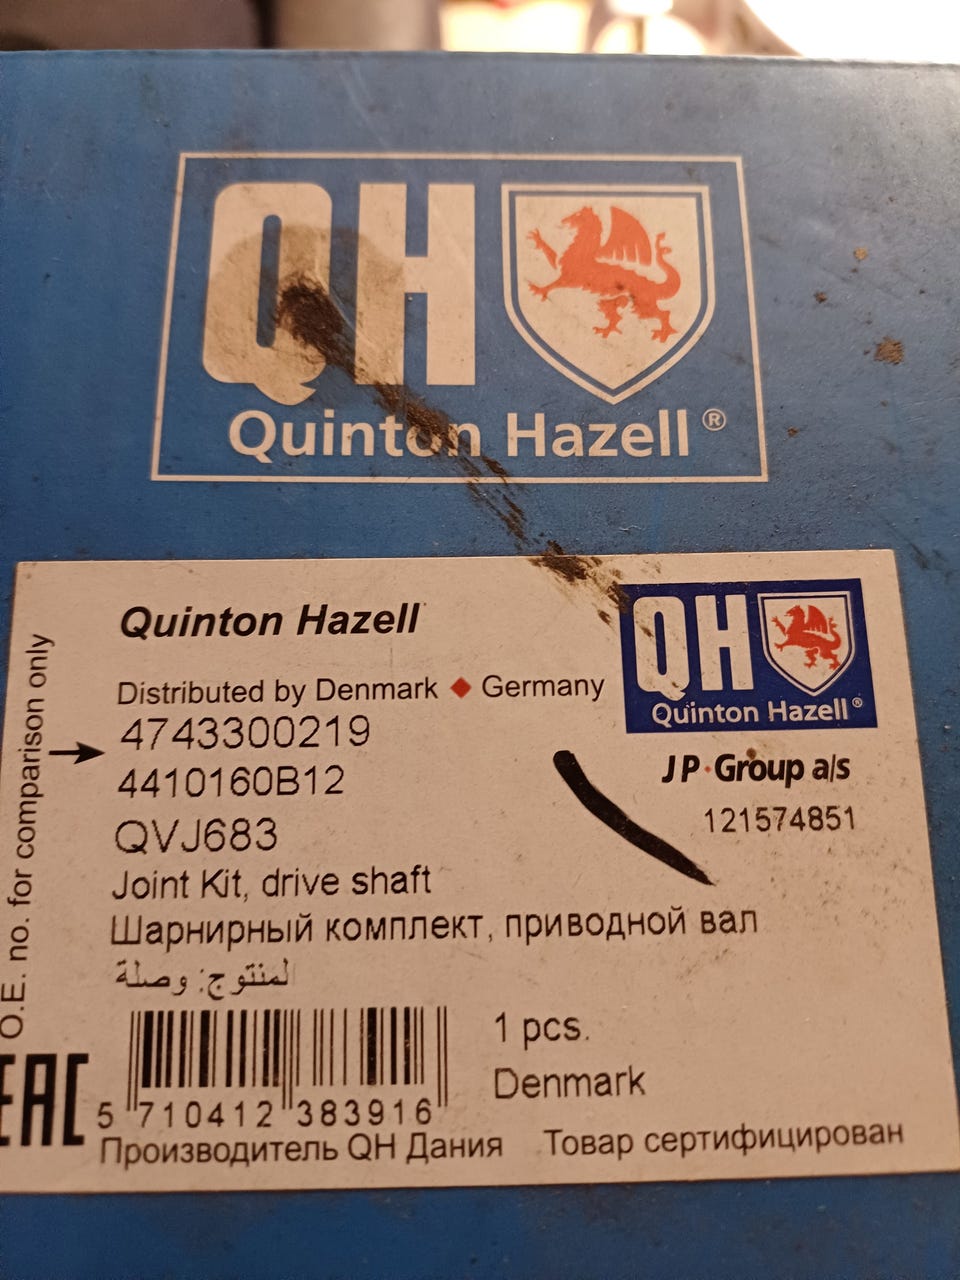 QH
Quinton Hazell ®
Quinton Hazell
QH
Quinton Hazell®
Distributed by Denmark ♦ Germany
O.E. no. for comparison only
4743300219
4410160B12
QVJ683
JP Group a/s
121574851
Joint Kit, drive shaft
Шарнирный комплект, приводной вал
لمنتوج: وصلة
1 pcs.
Denmark
EAC
5 710412 383916
Производитель QH Дания Товар сертифицирован